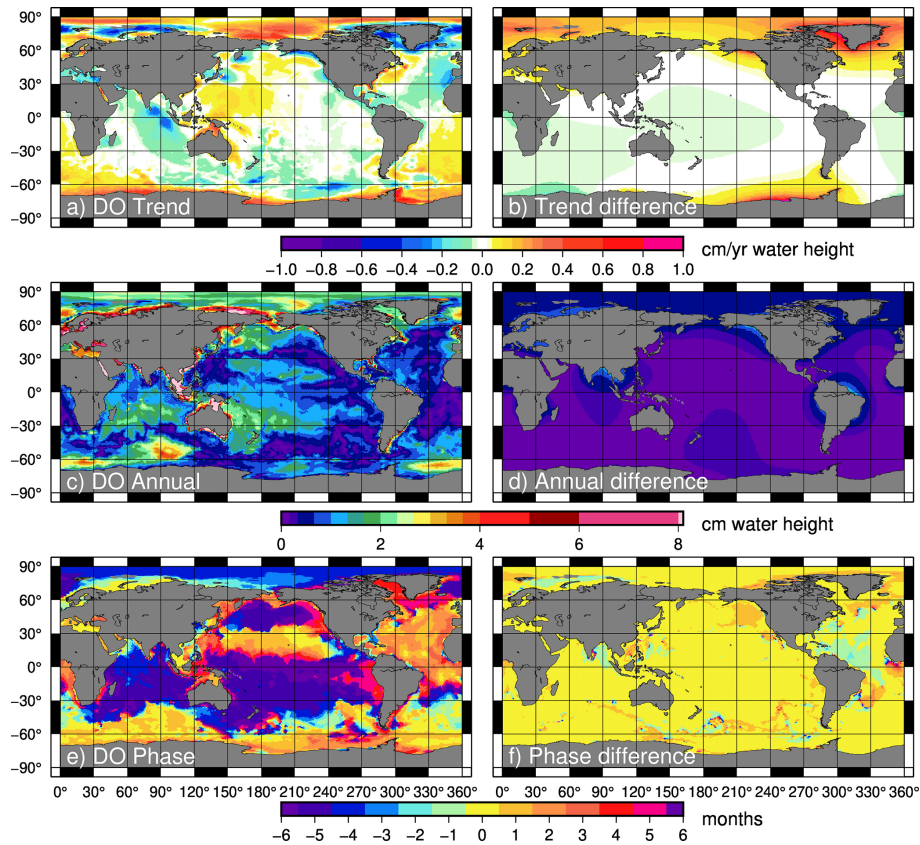 90°
60°
30°
0°
−30°
−60°
−90°
a) DO Trend
b) Trend difference
−1.0 −0.8 −0.6 −0.4 −0.2 0.0 0.2 0.4 0.6 0.8 1.0
cm/yr water height
90°
60°
30°
0°
−30°
−60°
−90°
c) DO Annual
d) Annual difference
0 2 4 6 8
cm water height
90°
60°
30°
0°
−30°
−60°
−90°
e) DO Phase
f) Phase difference
0° 30° 60° 90° 120° 150° 180° 210° 240° 270° 300° 330° 0° 30° 60° 90° 120° 150° 180° 210° 240° 270° 300° 330° 360°
−6 −5 −4 −3 −2 −1 0 1 2 3 4 5 6
months